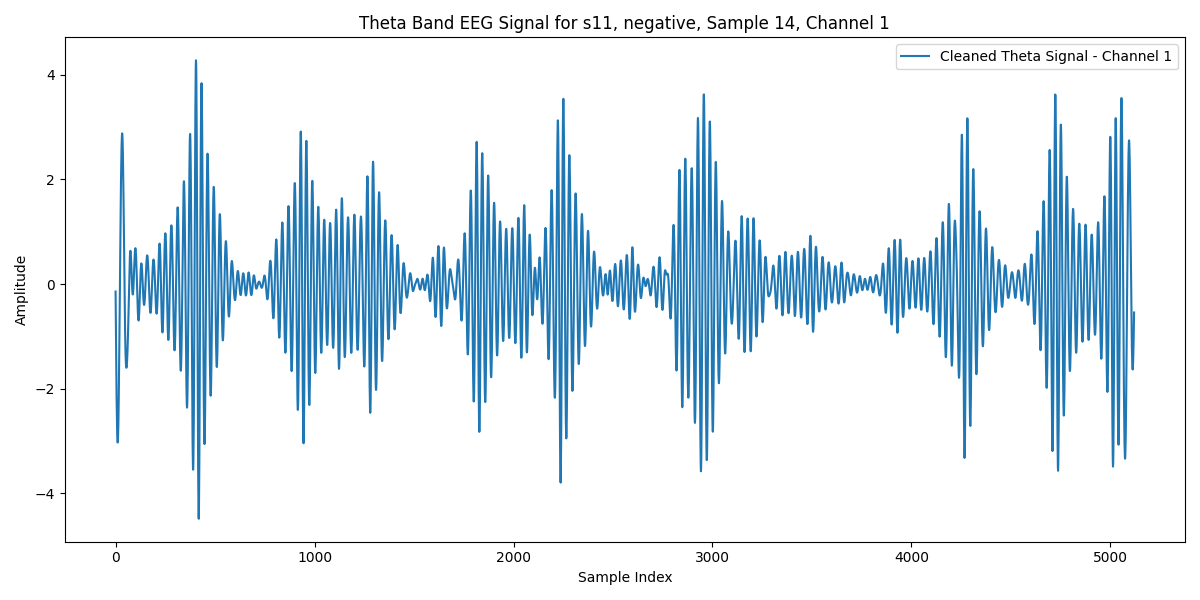 Theta Band EEG Signal for s11, negative, Sample 14, Channel 1
Cleaned Theta Signal - Channel 1
Amplitude
4
2
0
−2
−4
0 1000 2000 3000 4000 5000
Sample Index